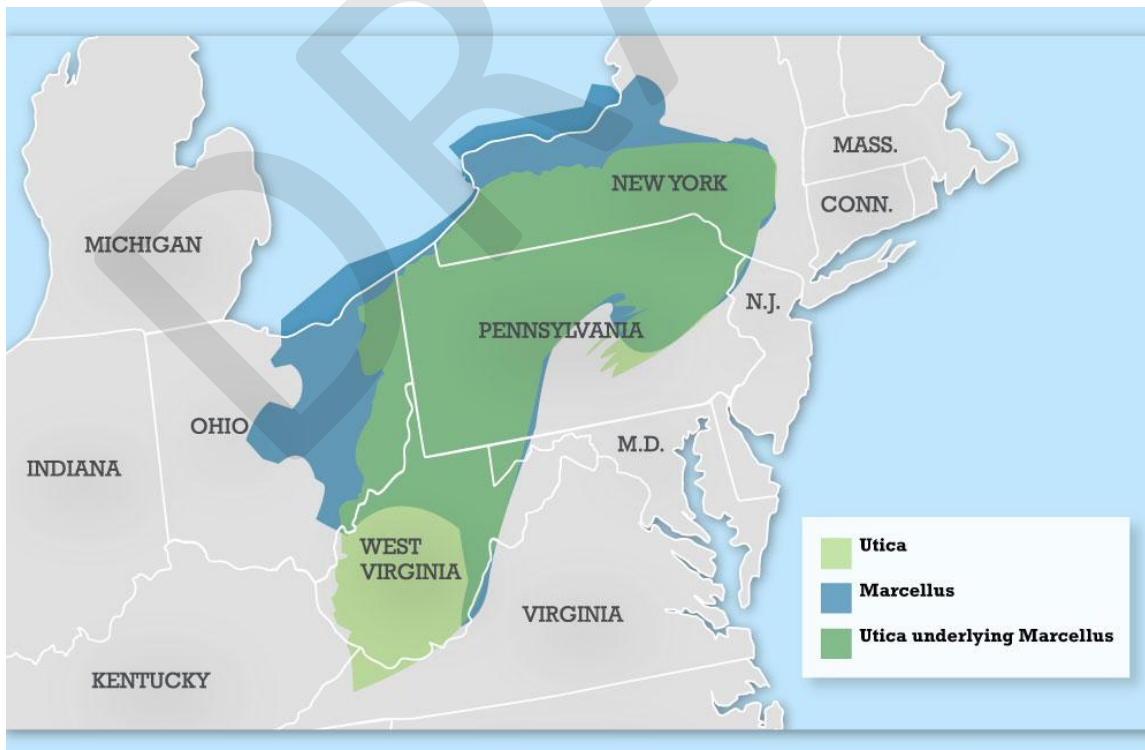 MASS.
NEW YORK
CONN.
MICHIGAN
N.J.
PENNSYLVANIA
OHIO
M.D.
INDIANA
WEST
VIRGINIA
VIRGINIA
KENTUCKY
Utica
Marcellus
Utica underlying Marcellus